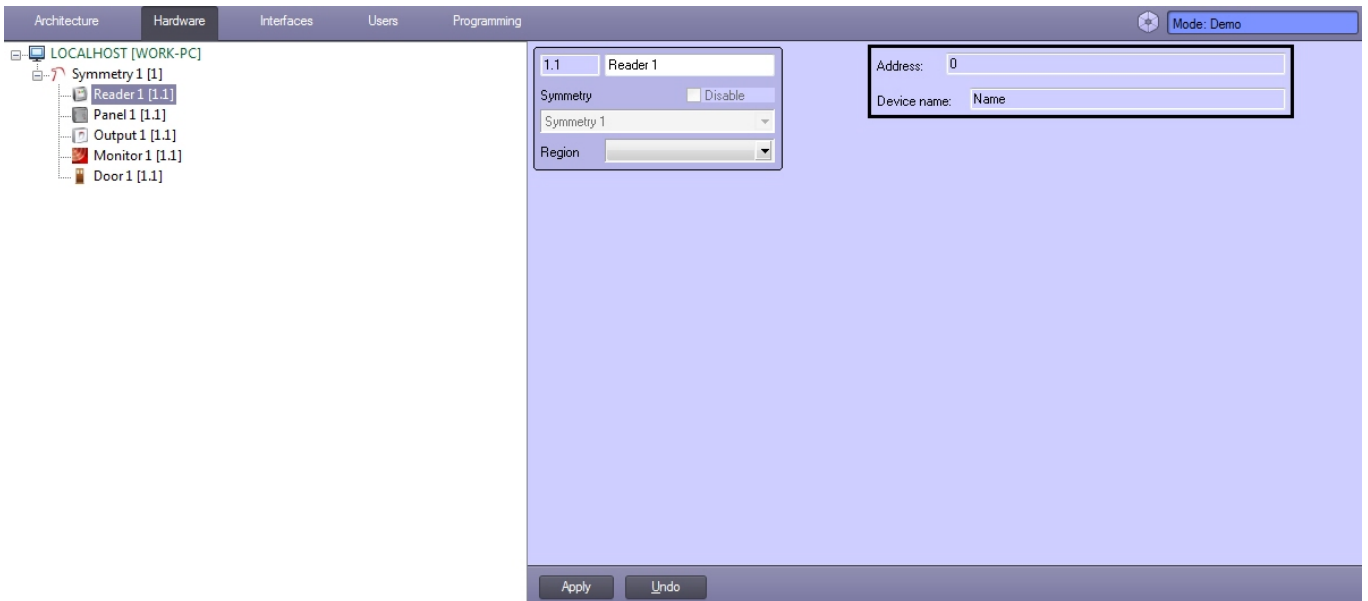 Architecture Hardware Interfaces Users Programming
Mode: Demo
LOCALHOST [WORK-PC]
Symmetry 1 [1]
Reader 1 [1.1]
Panel 1 [1.1]
Output 1 [1.1]
Monitor 1 [1.1]
Door 1 [1.1]
1.1 Reader 1
Symmetry Disable
Symmetry 1
Region
Address: 0
Device name: Name
Apply Undo